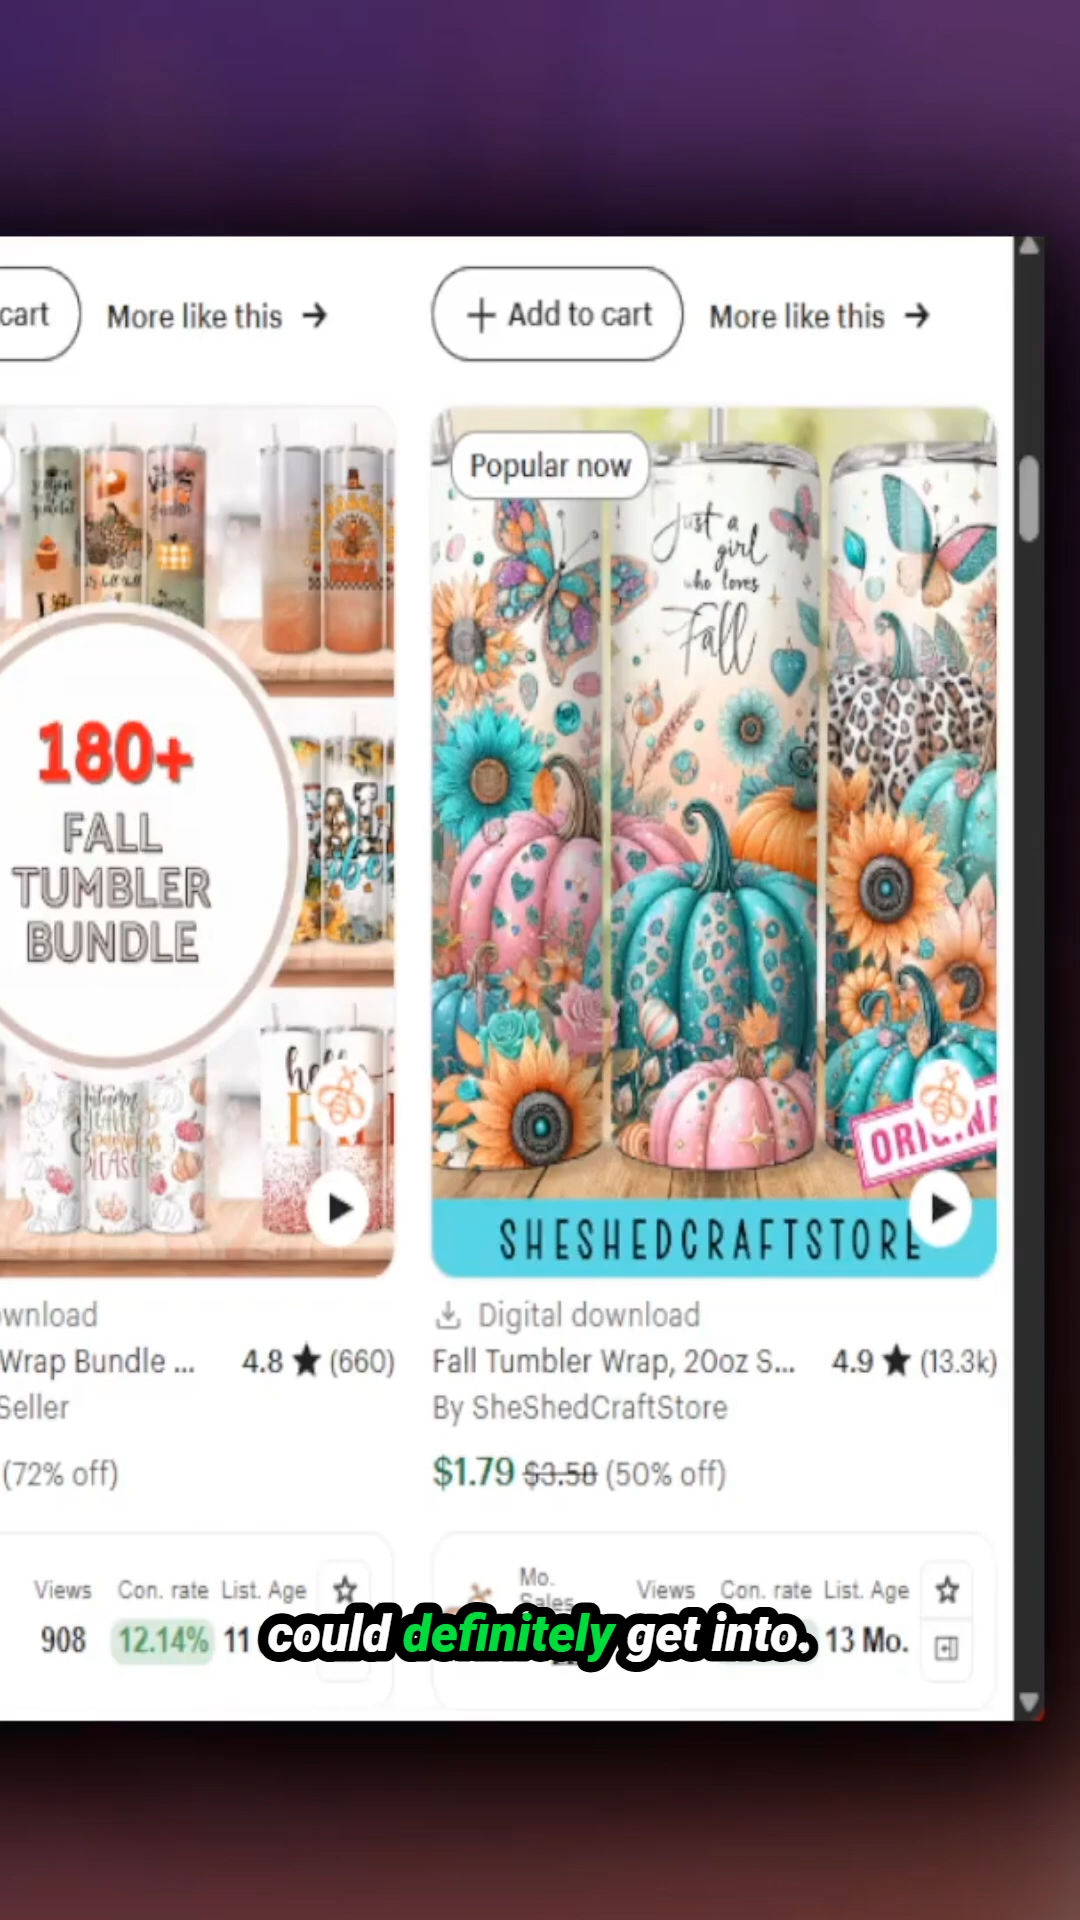 cart
More like this →
+ Add to cart
More like this →
Popular now
Just a
girl
who loves
Fall
180+
FALL
TUMBLER
BUNDLE
SHESHEDCRAFTSTORE
Digital download
Wrap Bundle ...
4.8 ★ (660)
Fall Tumbler Wrap, 20oz S...
4.9 ★ (13.3k)
Seller
By SheShedCraftStore
(72% off)
$1.79 $3.58 (50% off)
Views Con. rate List. Age
908 12.14% 11
Mo.
Sales
Views Con. rate List. Age
13 Mo.
could definitely get into.